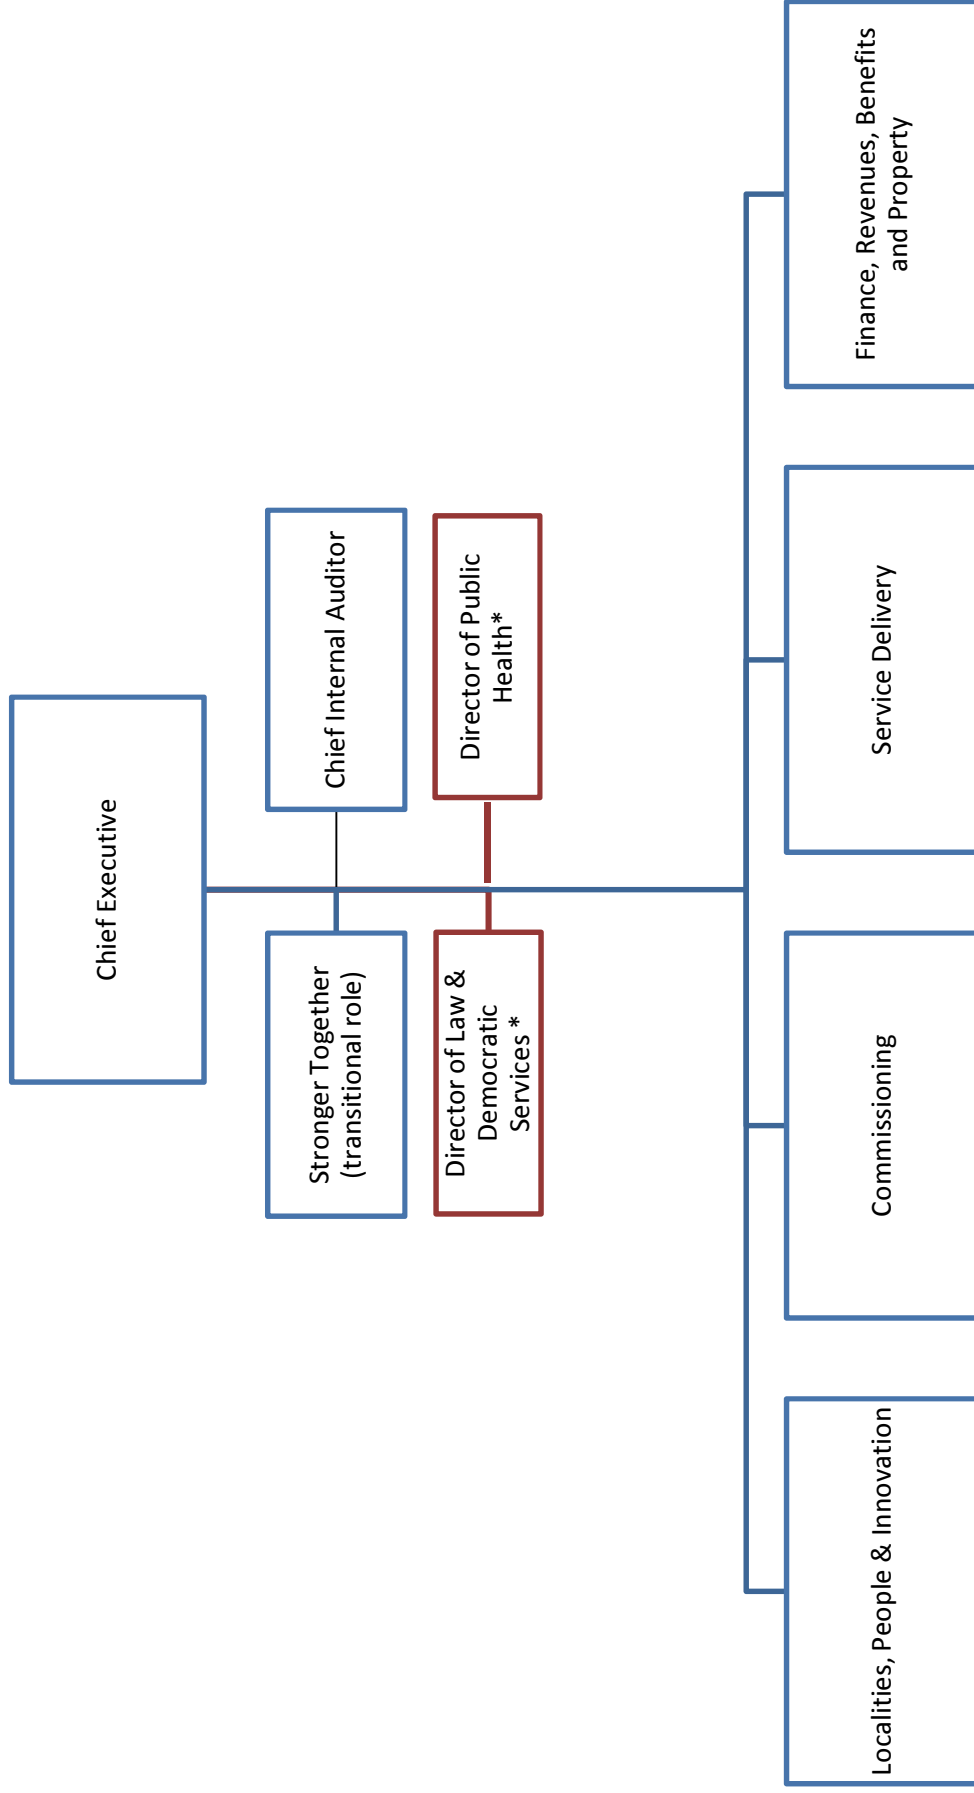 Chief Executive
Stronger Together
(transitional role)
Chief Internal Auditor
Director of Law &
Democratic
Services *
Director of Public
Health*
Localities, People & Innovation
Commissioning
Service Delivery
Finance, Revenues, Benefits
and Property